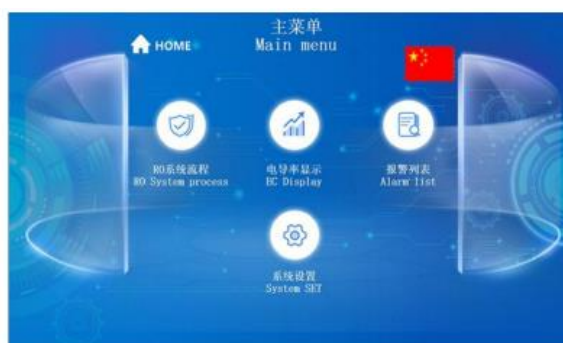 主菜单
HOME
Main menu
RO系统流程
RO System process
电导率显示
EC Display
报警列表
Alarm list
系统设置
System SET